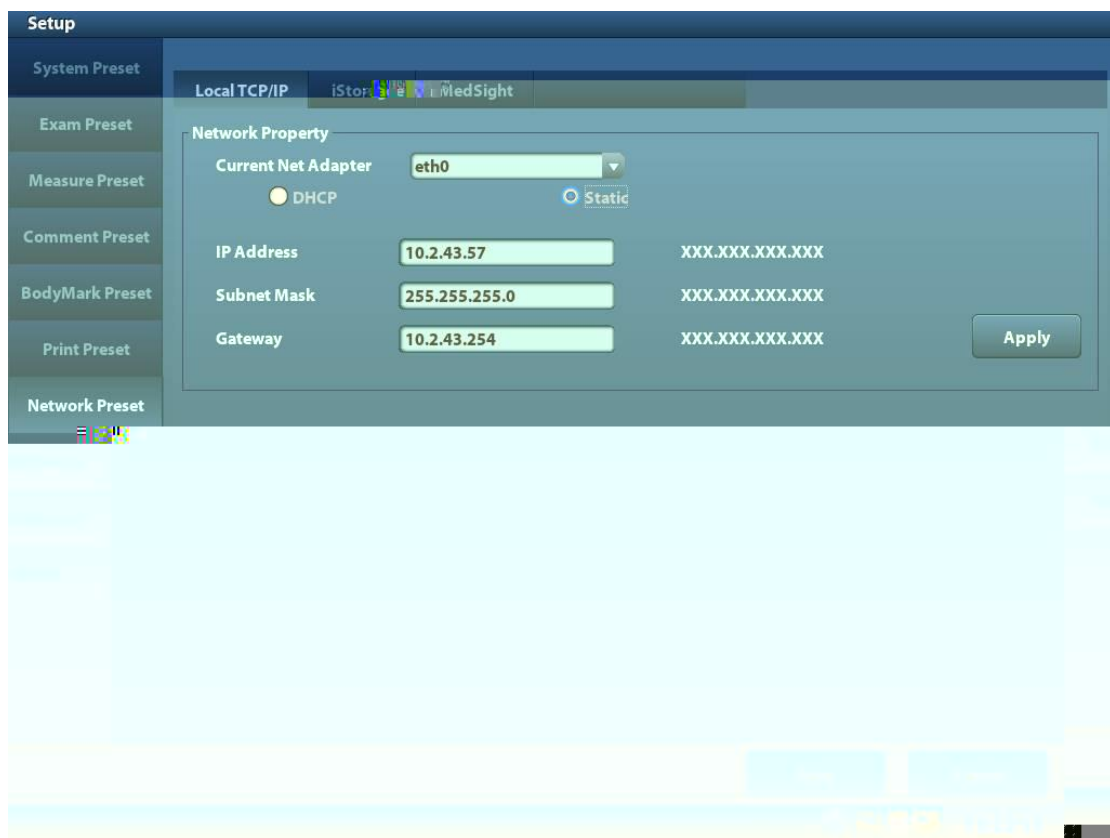 Setup
System Preset
Exam Preset
Measure Preset
Comment Preset
BodyMark Preset
Print Preset
Network Preset
Local TCP/IP
MedSight
Network Property
Current Net Adapter eth0
DHCP Static
IP Address 10.2.43.57 XXX.XXX.XXX.XXX
Subnet Mask 255.255.255.0 XXX.XXX.XXX.XXX
Gateway 10.2.43.254 XXX.XXX.XXX.XXX
Apply